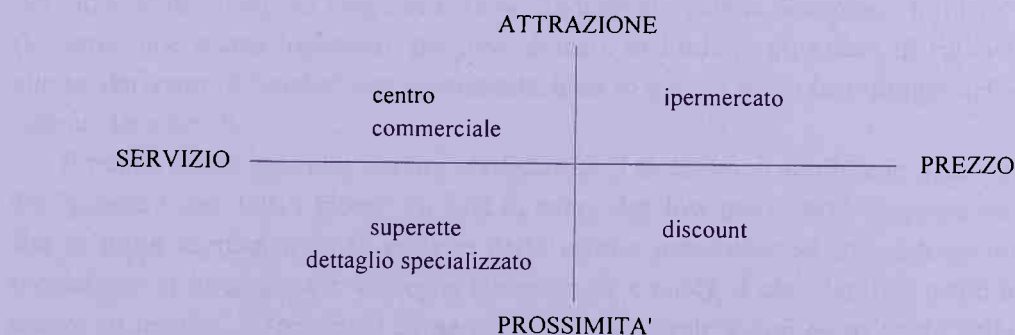 ATTRAZIONE
centro
commerciale
ipermercato
SERVIZIO
PREZZO
superette
dettaglio specializzato
discount
PROSSIMITA'